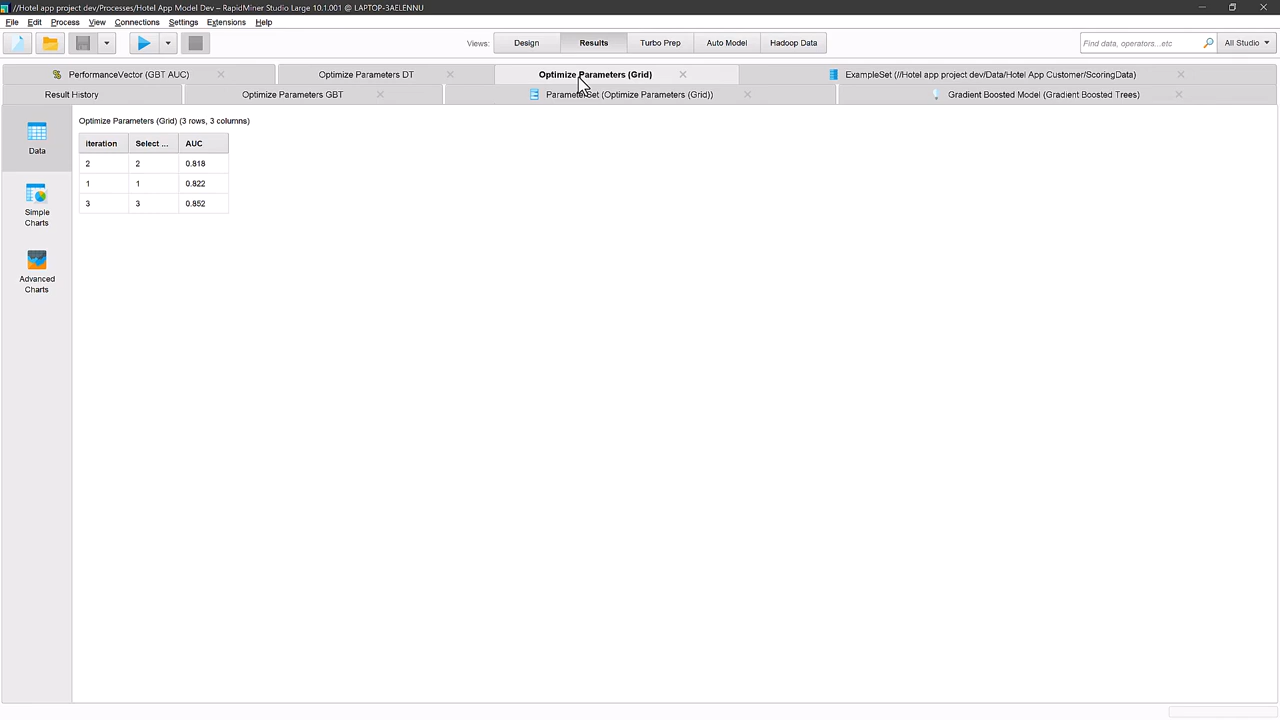 //Hotel app project dev/Processes/Hotel App Model Dev – RapidMiner Studio Large 10.1.001 @ LAPTOP-3AELENNU
File Edit Process View Connections Settings Extensions Help
Views: Design Results Turbo Prep Auto Model Hadoop Data Find data, operators...etc All Studio
PerformanceVector (GBT AUC) Optimize Parameters DT Optimize Parameters (Grid) ExampleSet (//Hotel app project dev/Data/Hotel App Customer/ScoringData)
Result History Optimize Parameters GBT ParameterSet (Optimize Parameters (Grid)) Gradient Boosted Model (Gradient Boosted Trees)
Optimize Parameters (Grid) (3 rows, 3 columns)
iteration Select ... AUC
2 2 0.818
1 1 0.822
3 3 0.852
Data
Simple
Charts
Advanced
Charts